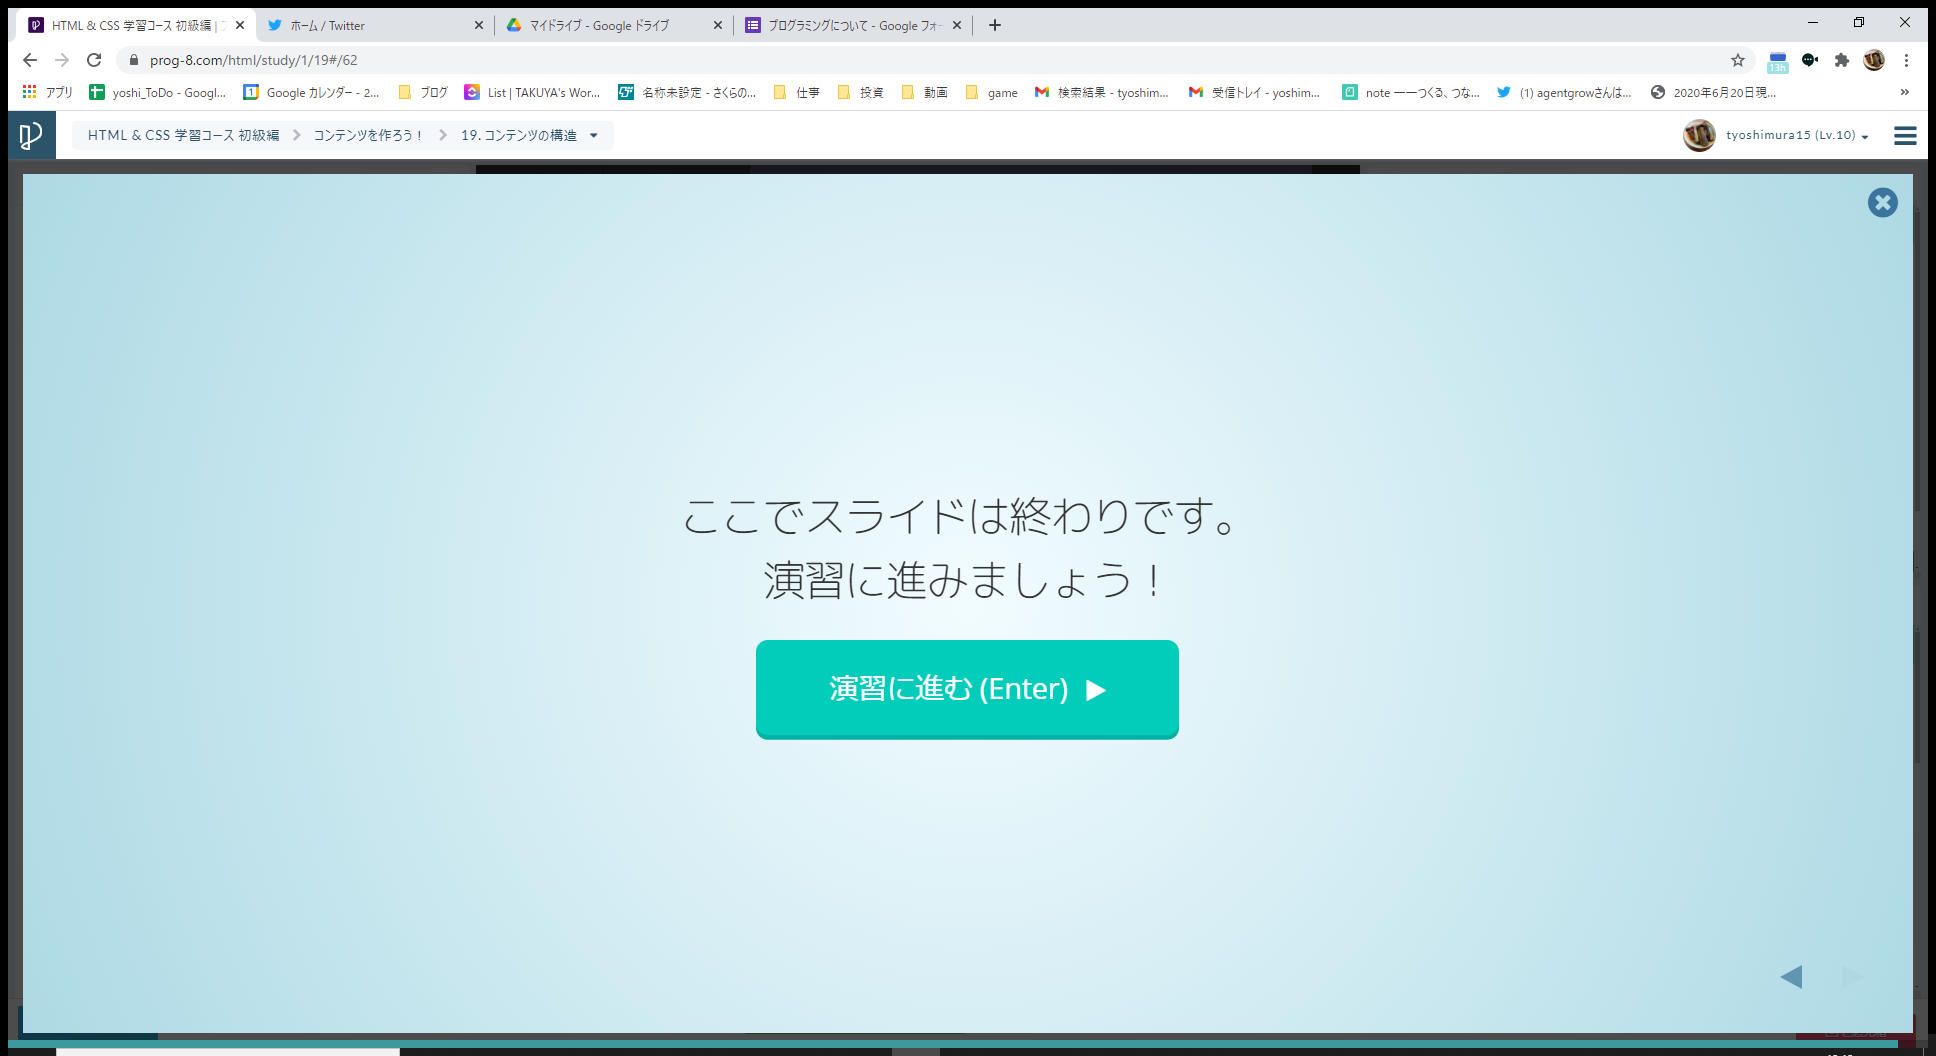 HTML & CSS 学習コース 初級編 |
ホーム / Twitter
マイドライブ - Google ドライブ
プログラミングについて - Google フォー
prog-8.com/html/study/1/19#/62
13h
アプリ
yoshi_ToDo - Googl...
Google カレンダー - 2...
ブログ
List | TAKUYA's Wor...
名称未設定 - さくらの...
仕事
投資
動画
game
検索結果 - tyoshim...
受信トレイ - yoshim...
note ーーつくる、つな...
(1) agentgrowさんは...
2020年6月20日現...
»
HTML & CSS 学習コース 初級編
コンテンツを作ろう！
19. コンテンツの構造
tyoshimura15 (Lv.10)
ここでスライドは終わりです。
演習に進みましょう！
演習に進む (Enter)